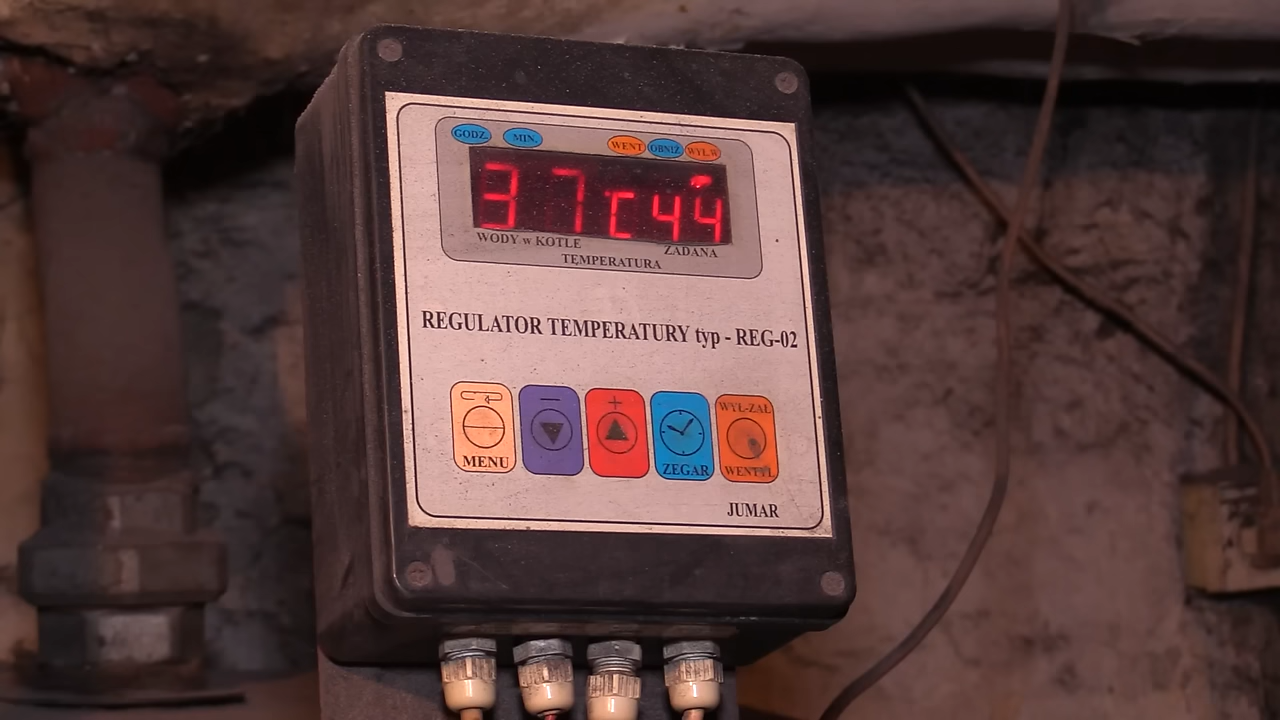 GODZ. MIN. WENT OBNIŻ WYŁ.W
37C44
WODY w KOTLE ZADANA
TEMPERATURA
REGULATOR TEMPERATURY typ - REG-02
- + WYŁ-ZAŁ
MENU ZEGAR WENTYL
JUMAR